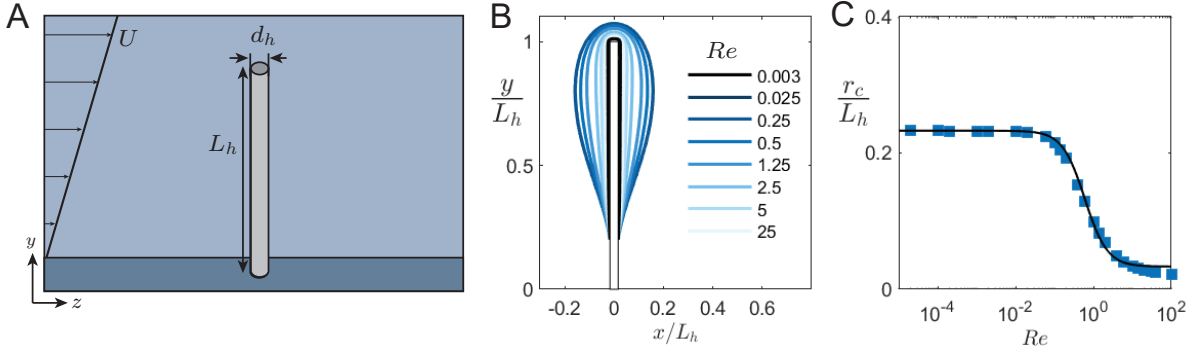 A
U
d_h
L_h
y
z
B
y/L_h
1
0.5
0
-0.2 0 0.2 0.4 0.6
x/L_h
Re
0.003
0.025
0.25
0.5
1.25
2.5
5
25
C
r_c/L_h
0.4
0.2
0
10^-4 10^-2 10^0 10^2
Re